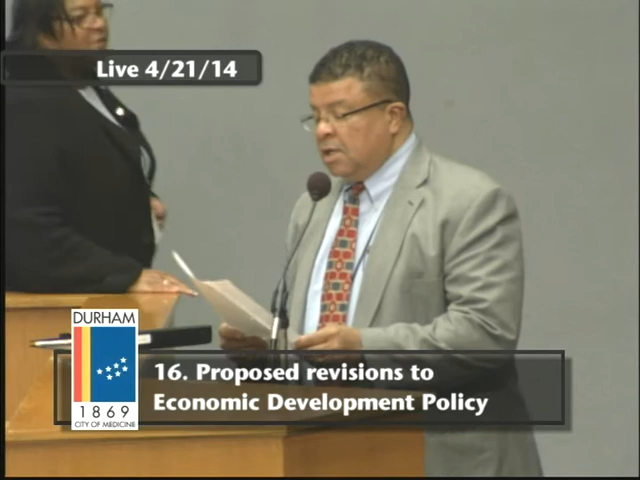 Live 4/21/14
DURHAM
1869
CITY OF MEDICINE
16. Proposed revisions to
Economic Development Policy